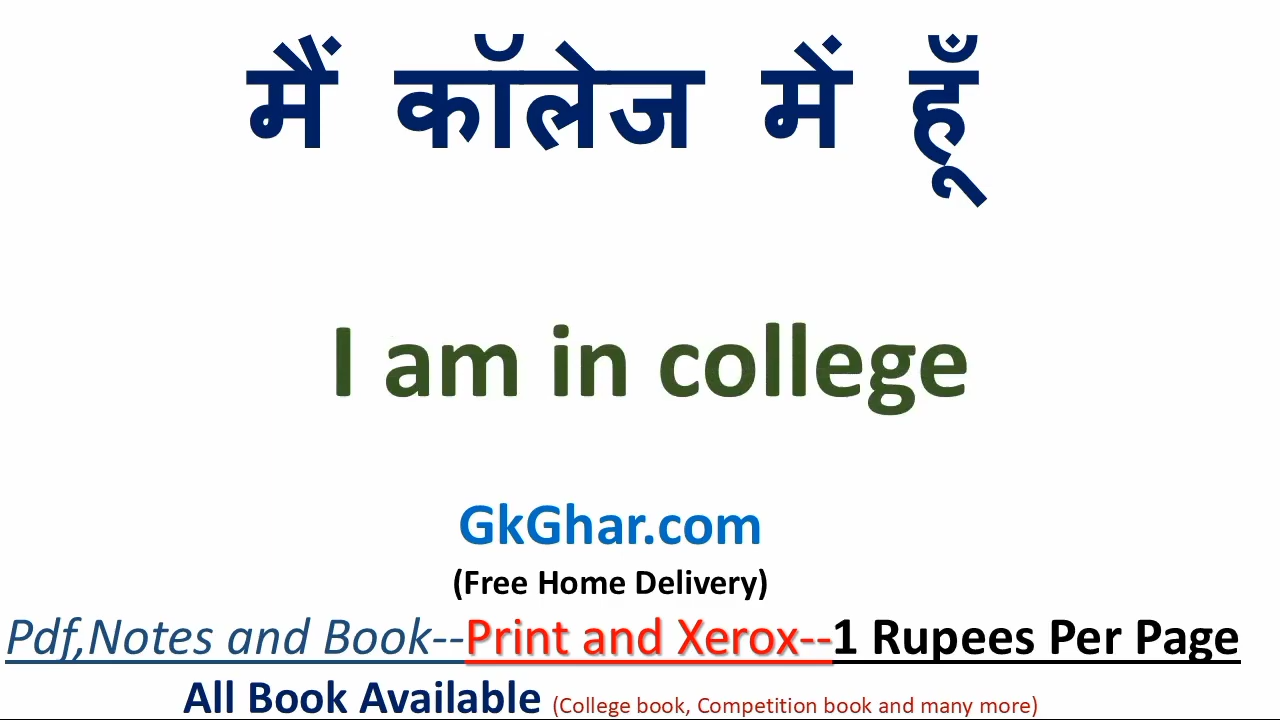 मैं कॉलेज में हूँ
I am in college
GkGhar.com
(Free Home Delivery)
Pdf,Notes and Book--Print and Xerox--1 Rupees Per Page
All Book Available (College book, Competition book and many more)